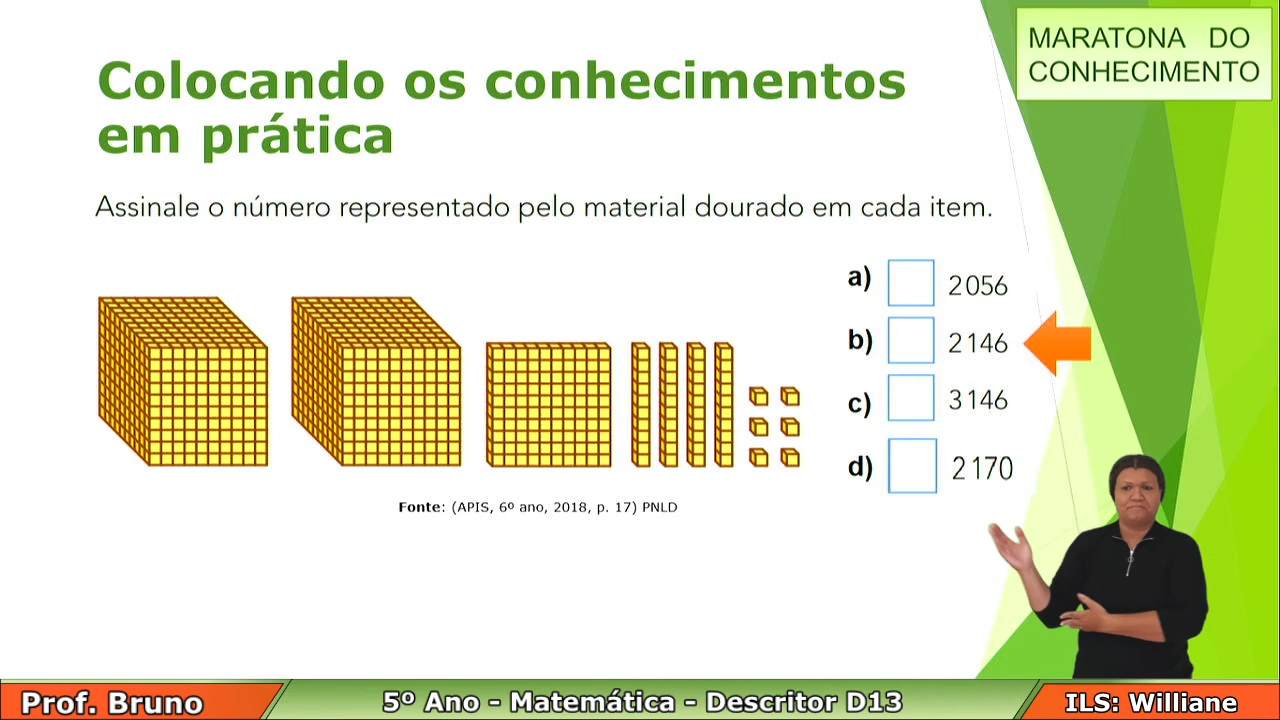 MARATONA DO
CONHECIMENTO
Colocando os conhecimentos
em prática
Assinale o número representado pelo material dourado em cada item.
a) 2056
b) 2146
c) 3146
d) 2170
Fonte: (APIS, 6º ano, 2018, p. 17) PNLD
Prof. Bruno
5º Ano - Matemática - Descritor D13
ILS: Williane